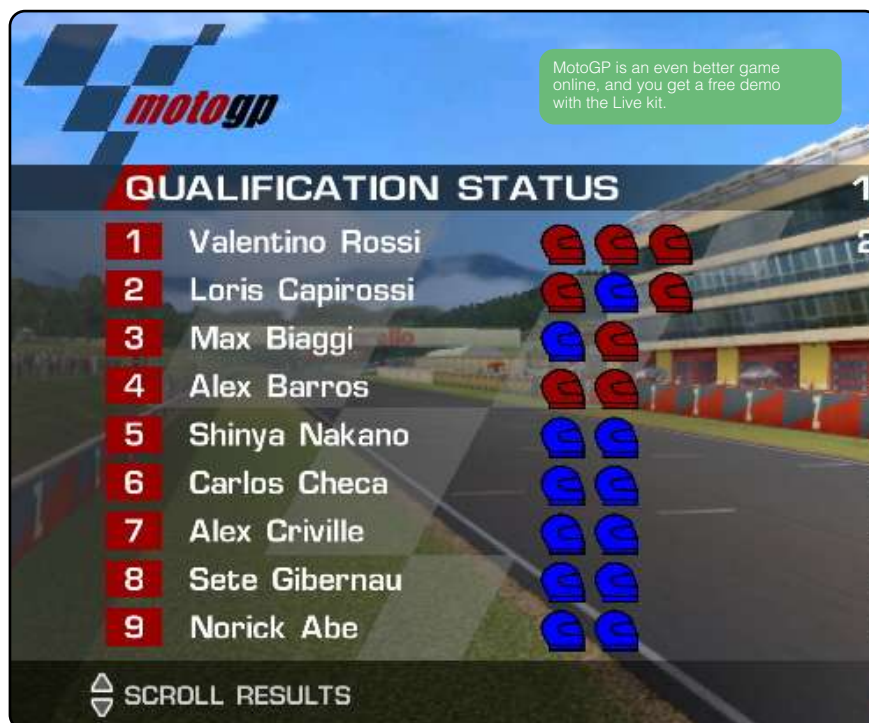 MotoGP is an even better game
online, and you get a free demo
with the Live kit.
motogp
QUALIFICATION STATUS 1
1 Valentino Rossi 2
2 Loris Capirossi
3 Max Biaggi
4 Alex Barros
5 Shinya Nakano
6 Carlos Checa
7 Alex Criville
8 Sete Gibernau
9 Norick Abe
SCROLL RESULTS